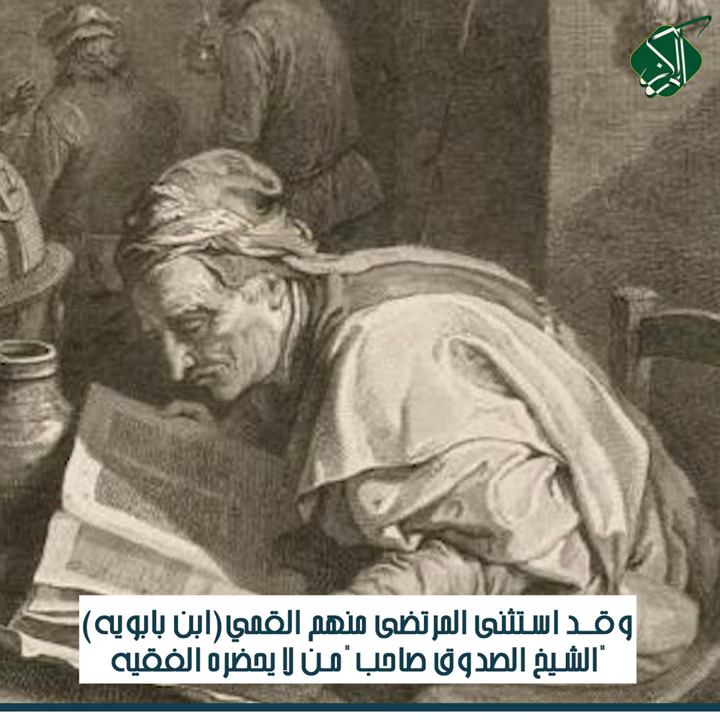 وقد استثنى المرتضى منهم القمي (ابن بابويه)
الشيخ الصدوق صاحب "من لا يحضره الفقيه"